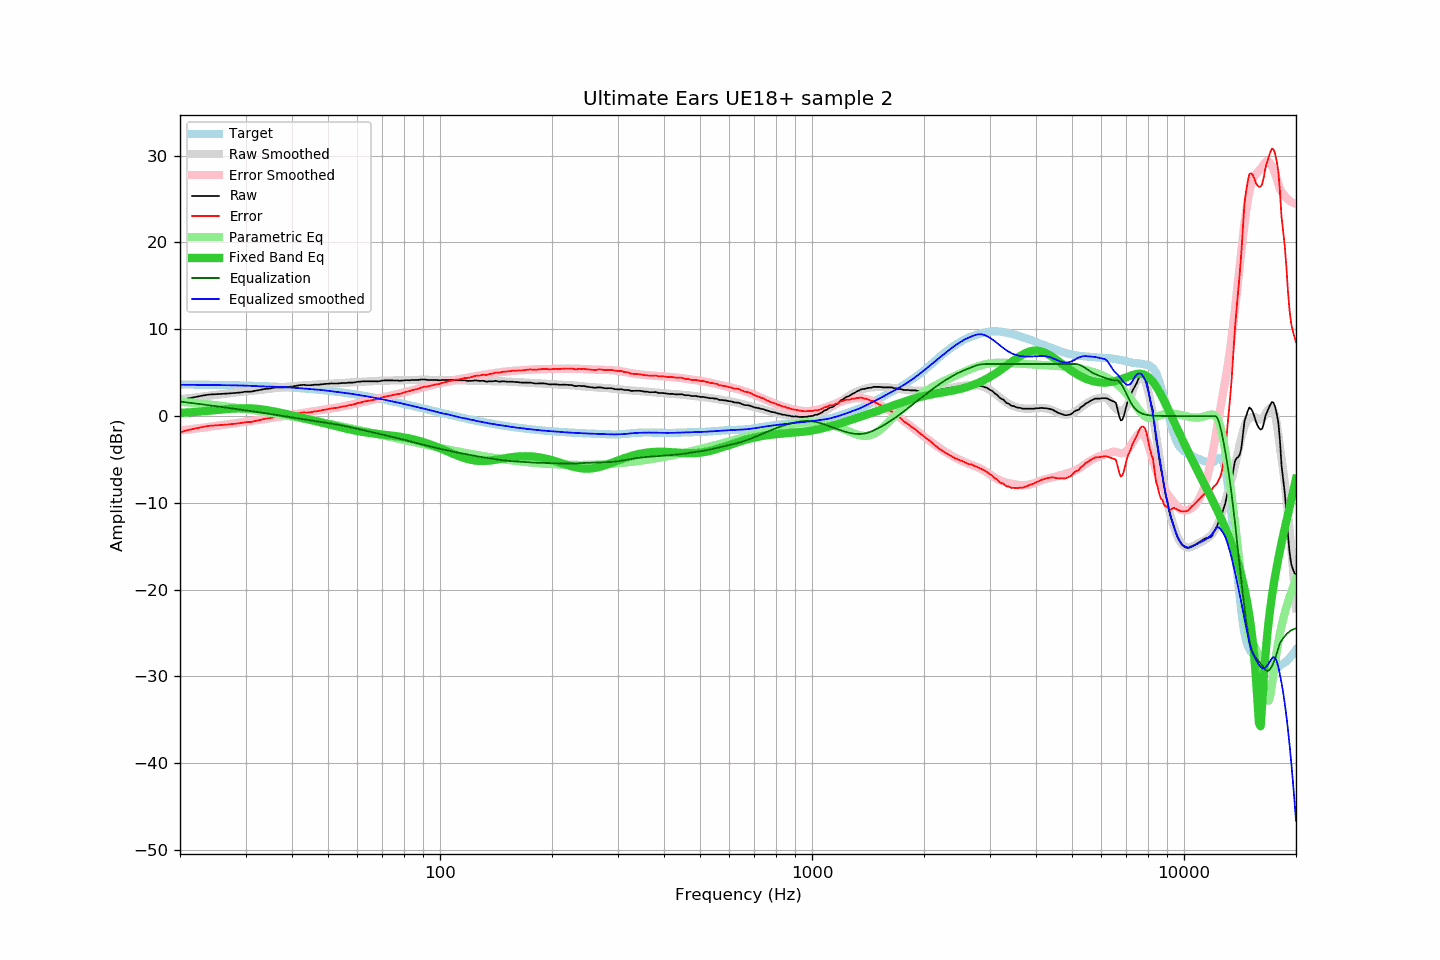 Ultimate Ears UE18+ sample 2
Target
Raw Smoothed
Error Smoothed
Raw
Error
Parametric Eq
Fixed Band Eq
Equalization
Equalized smoothed
30
20
10
0
−10
−20
−30
−40
−50
Amplitude (dBr)
100
1000
10000
Frequency (Hz)